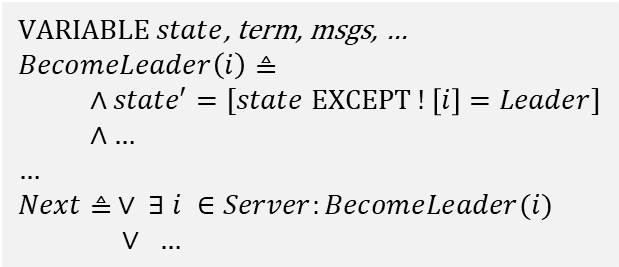 VARIABLE state, term, msgs, ...
BecomeLeader(i) ≜
∧ state′ = [state EXCEPT ! [i] = Leader]
∧ ...
...
Next ≜ ∨ ∃ i ∈ Server: BecomeLeader(i)
∨ ...